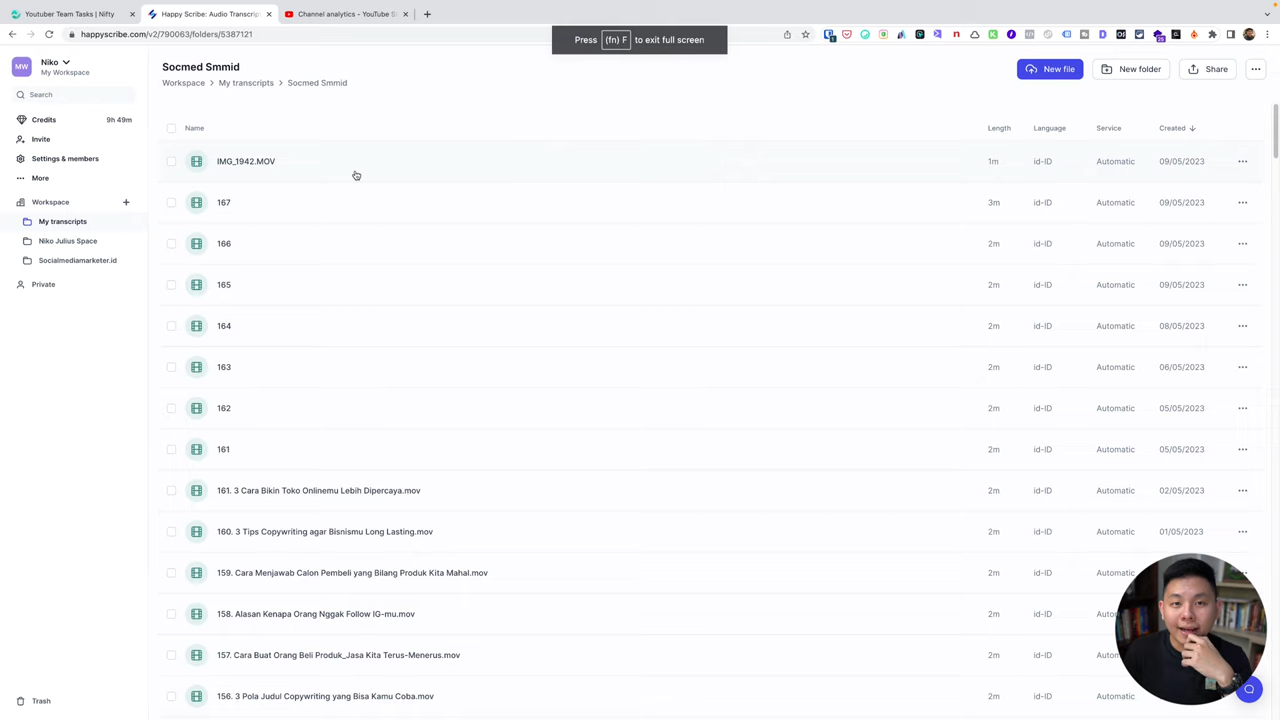 Youtuber Team Tasks | Nifty
Happy Scribe: Audio Transcript
Channel analytics - YouTube S
happyscribe.com/v2/790063/folders/5387121
Press (fn) F to exit full screen
MW
Niko
My Workspace
Search
Credits 9h 49m
Invite
Settings & members
More
Workspace
My transcripts
Niko Julius Space
Socialmediamarketer.id
Private
Trash
Socmed Smmid
Workspace > My transcripts > Socmed Smmid
New file
New folder
Share
Name Length Language Service Created
IMG_1942.MOV 1m id-ID Automatic 09/05/2023
167 3m id-ID Automatic 09/05/2023
166 2m id-ID Automatic 09/05/2023
165 2m id-ID Automatic 09/05/2023
164 2m id-ID Automatic 08/05/2023
163 2m id-ID Automatic 06/05/2023
162 2m id-ID Automatic 05/05/2023
161 2m id-ID Automatic 05/05/2023
161. 3 Cara Bikin Toko Onlinemu Lebih Dipercaya.mov 2m id-ID Automatic 02/05/2023
160. 3 Tips Copywriting agar Bisnismu Long Lasting.mov 2m id-ID Automatic 01/05/2023
159. Cara Menjawab Calon Pembeli yang Bilang Produk Kita Mahal.mov 2m id-ID Automatic
158. Alasan Kenapa Orang Nggak Follow IG-mu.mov 2m id-ID Automatic
157. Cara Buat Orang Beli Produk_Jasa Kita Terus-Menerus.mov 2m id-ID
156. 3 Pola Judul Copywriting yang Bisa Kamu Coba.mov 2m id-ID Automatic